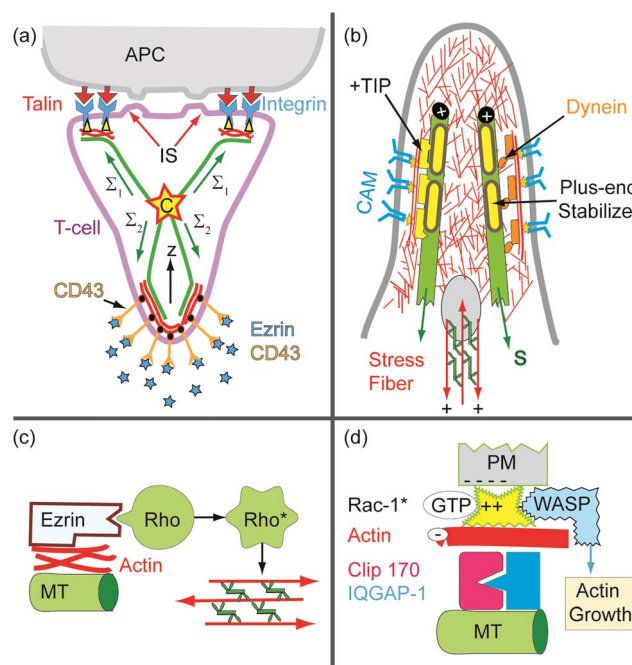 (a)
APC
Talin
Integrin
IS
Σ1
Σ1
C
Σ2
Σ2
T-cell
z
CD43
Ezrin
CD43
(b)
+TIP
Dynein
CAM
Plus-end
Stabilize
Stress
Fiber
S
+ +
(c)
Ezrin
Rho
Rho*
Actin
MT
(d)
PM
- - - -
Rac-1*
GTP
++
WASP
Actin
-
Clip 170
IQGAP-1
Actin
Growth
MT